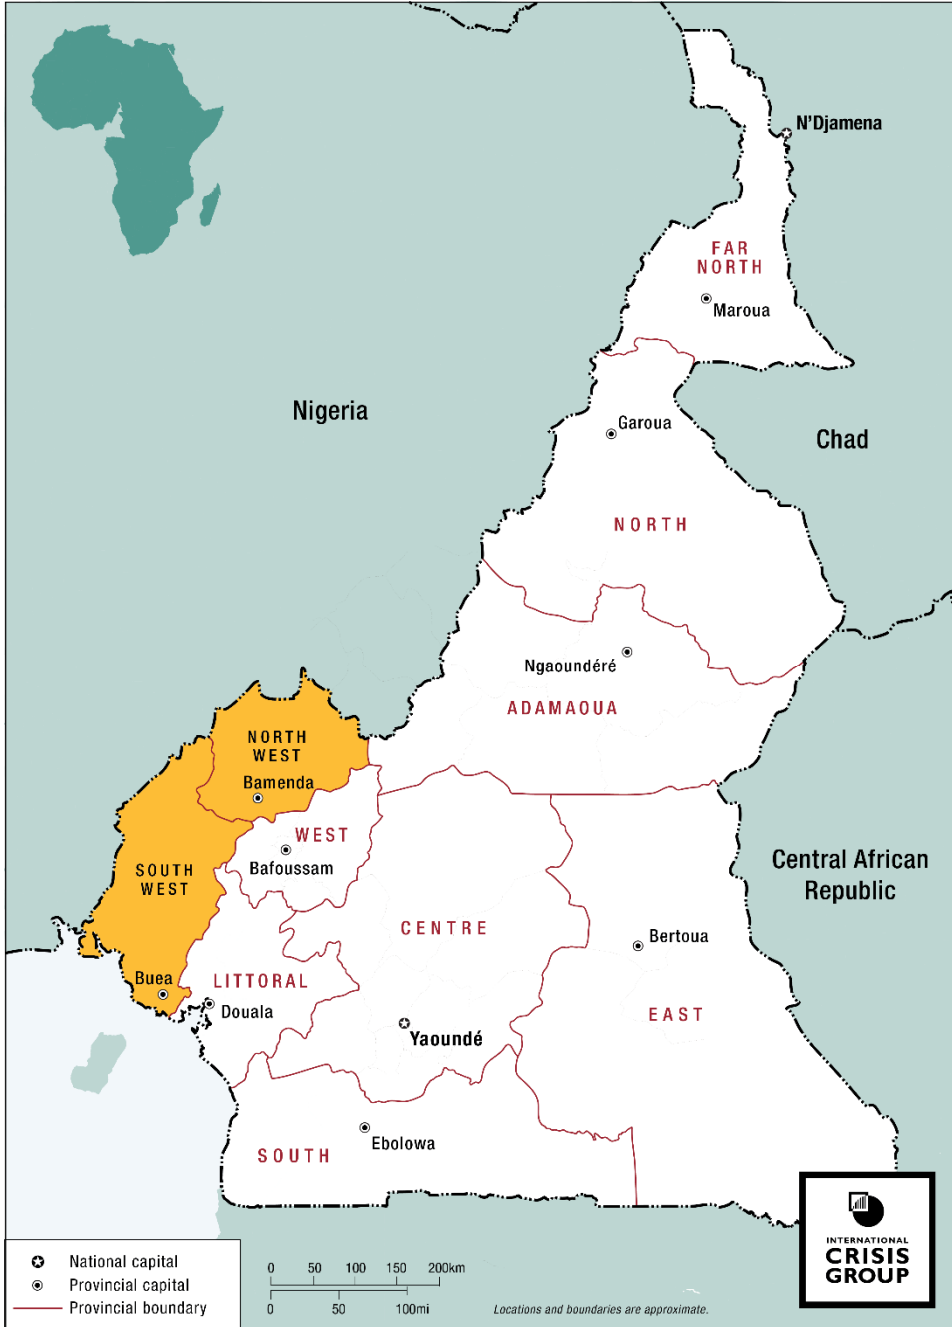 N'Djamena
FAR
NORTH
Maroua
Nigeria
Garoua
Chad
NORTH
Ngaoundéré
ADAMAOUA
NORTH
WEST
Bamenda
WEST
Bafoussam
SOUTH
WEST
Central African
Republic
CENTRE
Bertoua
Buea
LITTORAL
Douala
EAST
Yaoundé
Ebolowa
SOUTH
INTERNATIONAL
CRISIS
GROUP
National capital
Provincial capital
Provincial boundary
0 50 100 150 200km
0 50 100mi
Locations and boundaries are approximate.